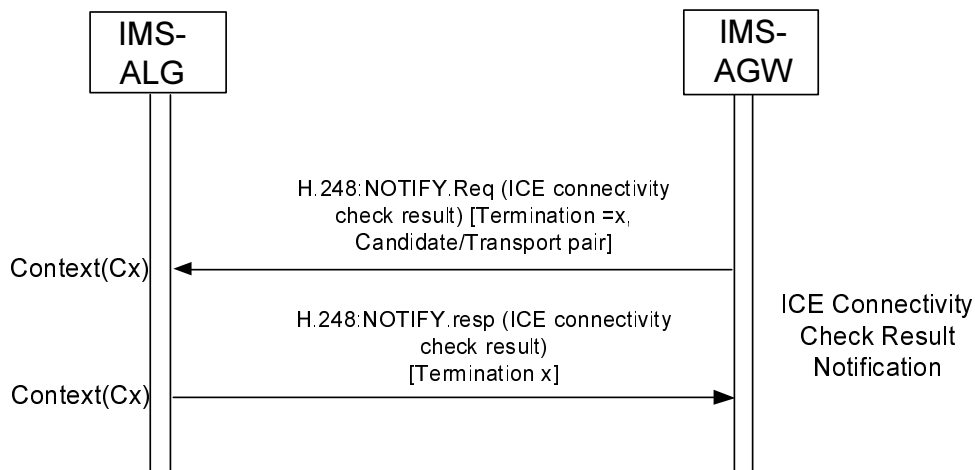 IMS-
ALG
IMS-
AGW
H.248:NOTIFY.Req (ICE connectivity
check result) [Termination =x,
Candidate/Transport pair]
Context(Cx)
H.248:NOTIFY.resp (ICE connectivity
check result)
[Termination x]
Context(Cx)
ICE Connectivity
Check Result
Notification